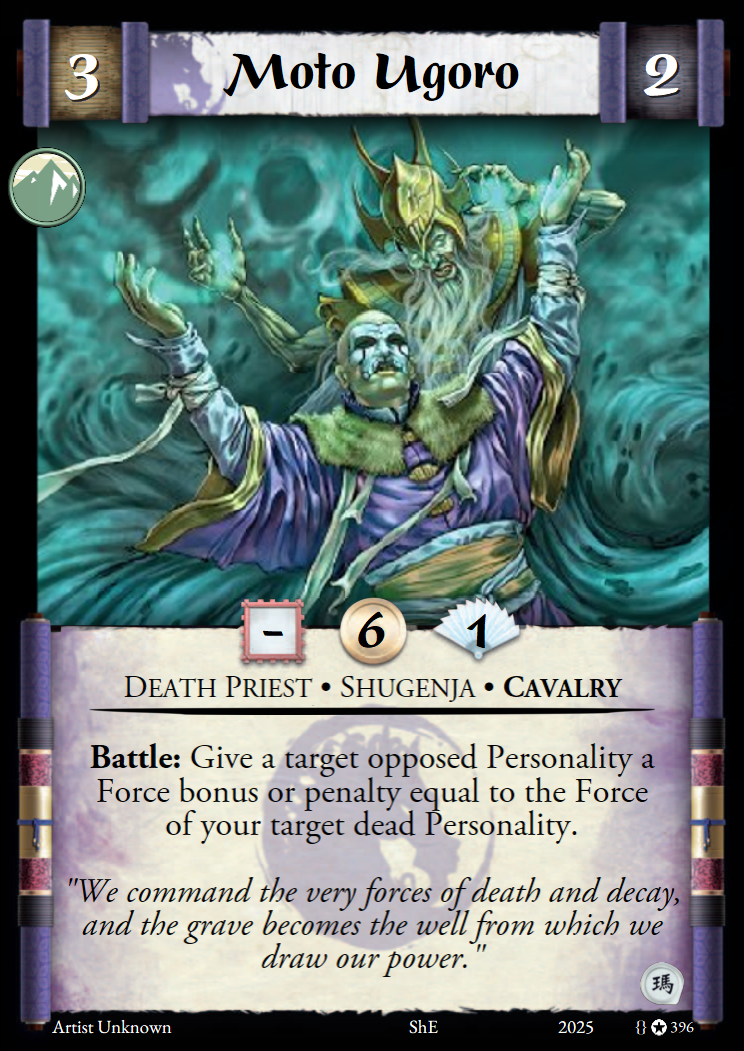 3 Moto Ugoro 2
- 6 1
DEATH PRIEST • SHUGENJA • CAVALRY
Battle: Give a target opposed Personality a
Force bonus or penalty equal to the Force
of your target dead Personality.
"We command the very forces of death and decay,
and the grave becomes the well from which we
draw our power."
瑪
Artist Unknown ShE 2025 {} ✪ 396